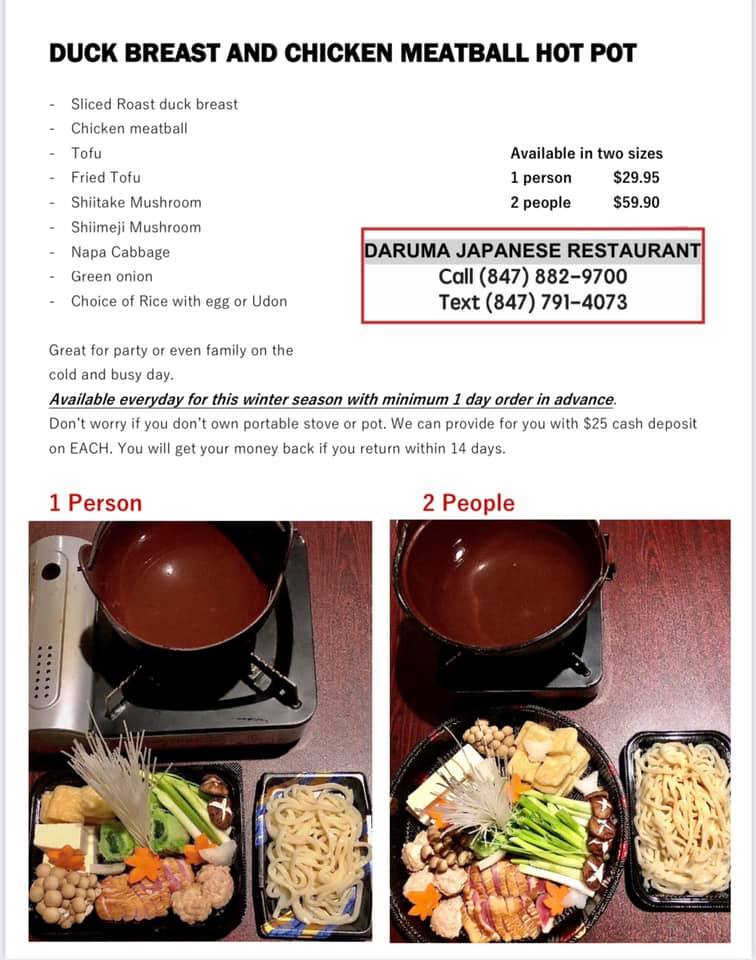 DUCK BREAST AND CHICKEN MEATBALL HOT POT
- Sliced Roast duck breast
- Chicken meatball
- Tofu
- Fried Tofu
- Shiitake Mushroom
- Shiimeji Mushroom
- Napa Cabbage
- Green onion
- Choice of Rice with egg or Udon
Available in two sizes
1 person $29.95
2 people $59.90
DARUMA JAPANESE RESTAURANT
Call (847) 882-9700
Text (847) 791-4073
Great for party or even family on the
cold and busy day.
Available everyday for this winter season with minimum 1 day order in advance.
Don't worry if you don't own portable stove or pot. We can provide for you with $25 cash deposit
on EACH. You will get your money back if you return within 14 days.
1 Person
2 People